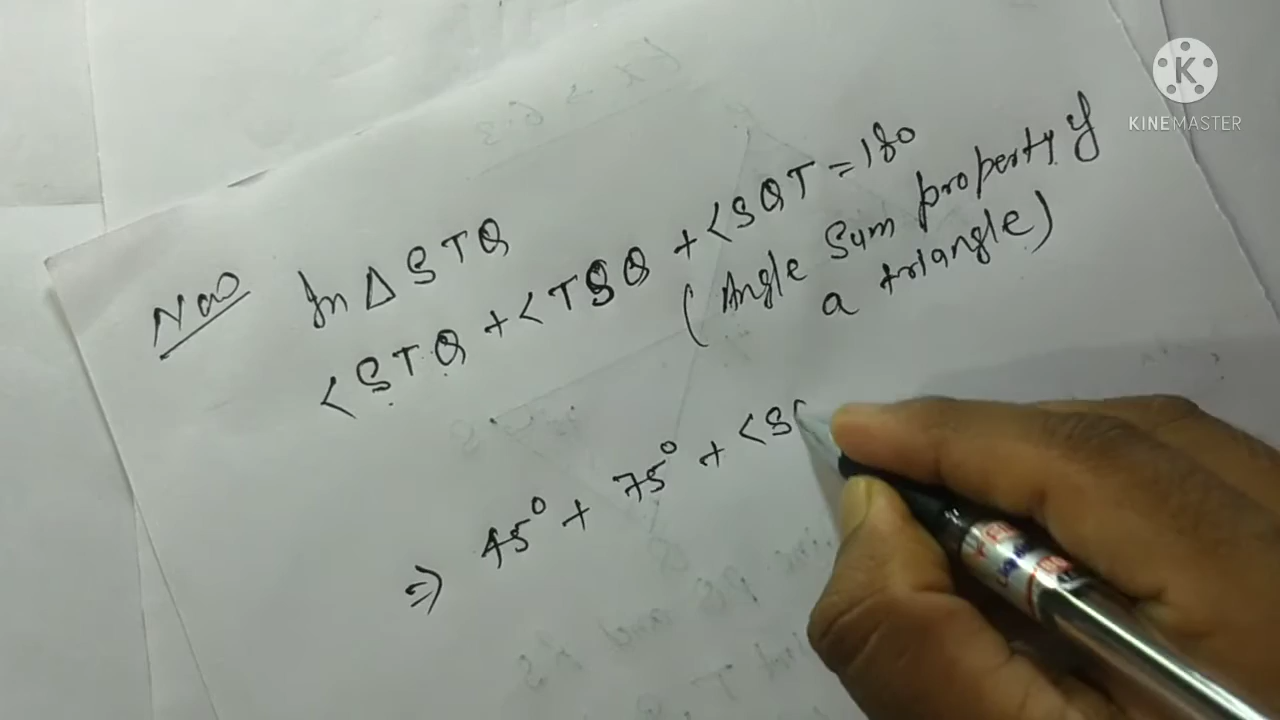 Now In Δ STQ
<STQ + <TSQ + <SQT = 180
(Angle Sum property of
a triangle)
⇒ 45° + 75° + <S
K
KINEMASTER